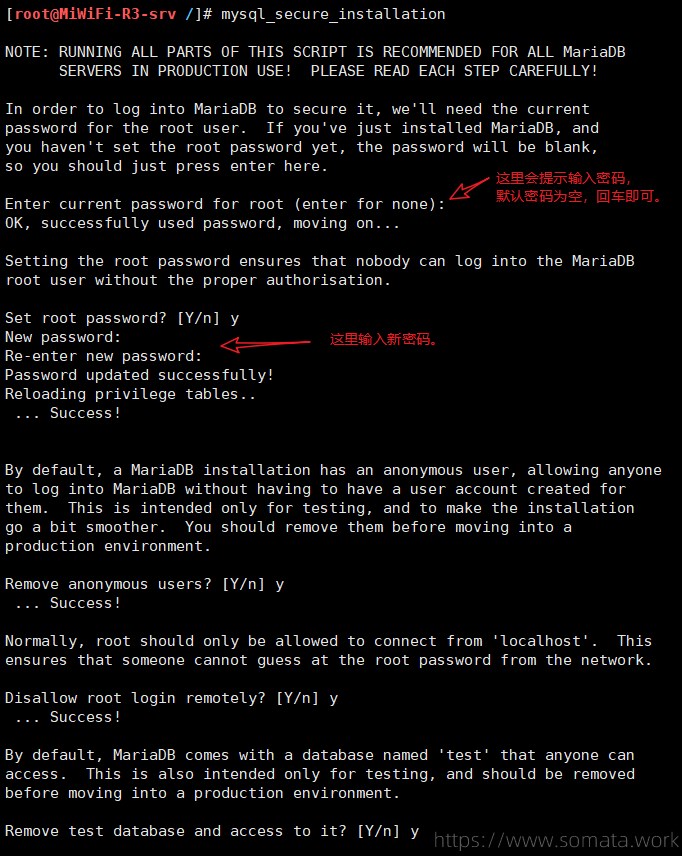 [root@MiWiFi-R3-srv /]# mysql_secure_installation
NOTE: RUNNING ALL PARTS OF THIS SCRIPT IS RECOMMENDED FOR ALL MariaDB
SERVERS IN PRODUCTION USE!  PLEASE READ EACH STEP CAREFULLY!
In order to log into MariaDB to secure it, we'll need the current
password for the root user.  If you've just installed MariaDB, and
you haven't set the root password yet, the password will be blank,
so you should just press enter here.
这里会提示输入密码，
默认密码为空，回车即可。
Enter current password for root (enter for none):
OK, successfully used password, moving on...
Setting the root password ensures that nobody can log into the MariaDB
root user without the proper authorisation.
Set root password? [Y/n] y
New password:
这里输入新密码。
Re-enter new password:
Password updated successfully!
Reloading privilege tables..
... Success!
By default, a MariaDB installation has an anonymous user, allowing anyone
to log into MariaDB without having to have a user account created for
them.  This is intended only for testing, and to make the installation
go a bit smoother.  You should remove them before moving into a
production environment.
Remove anonymous users? [Y/n] y
... Success!
Normally, root should only be allowed to connect from 'localhost'.  This
ensures that someone cannot guess at the root password from the network.
Disallow root login remotely? [Y/n] y
... Success!
By default, MariaDB comes with a database named 'test' that anyone can
access.  This is also intended only for testing, and should be removed
before moving into a production environment.
Remove test database and access to it? [Y/n] y
https://www.somata.work